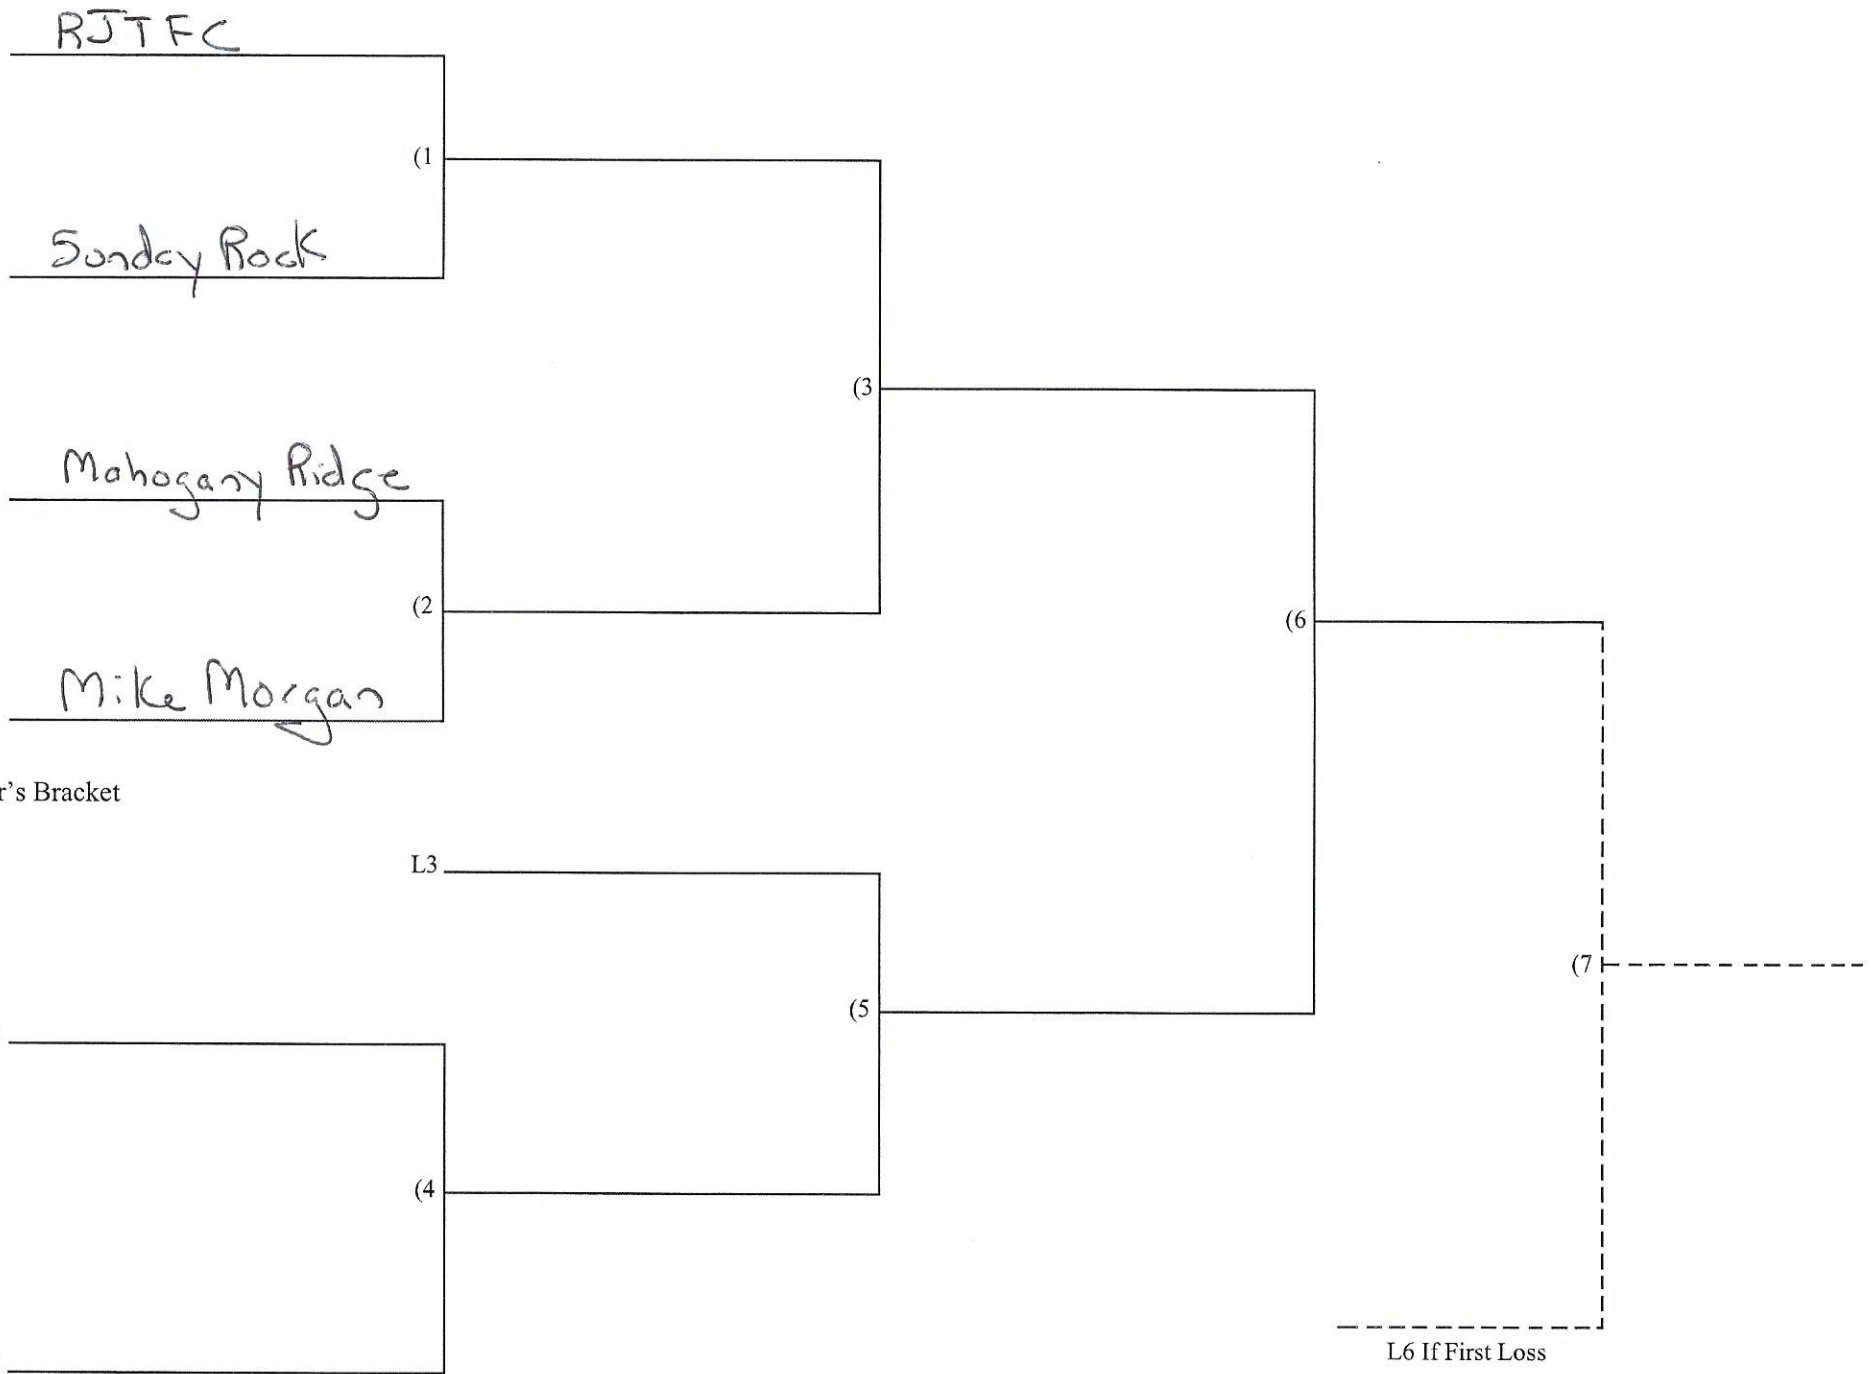 RJTFC
(1
Sunday Rock
(3
Mahogany Ridge
(2
(6
Mike Morgan
r's Bracket
L3
(7
(5
(4
L6 If First Loss